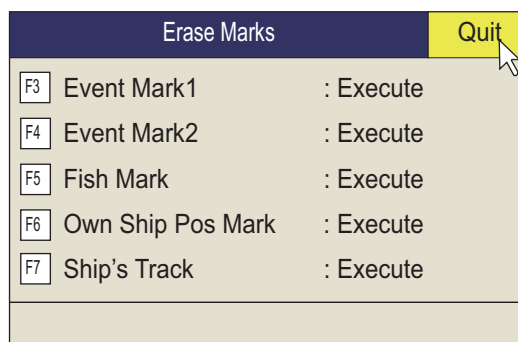 Erase Marks Quit
F3 Event Mark1 : Execute
F4 Event Mark2 : Execute
F5 Fish Mark : Execute
F6 Own Ship Pos Mark : Execute
F7 Ship's Track : Execute